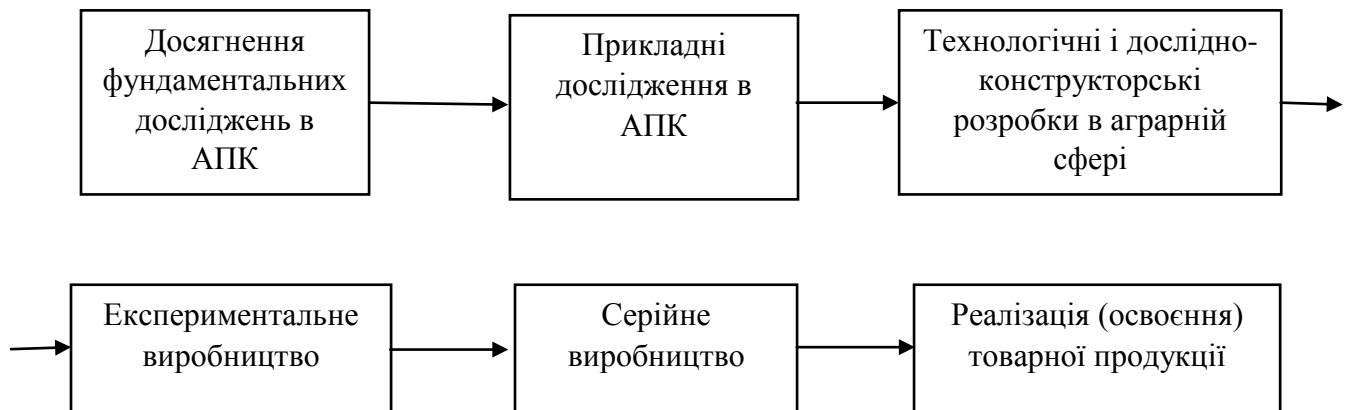 Досягнення
фундаментальних
досліджень в
АПК
Прикладні
дослідження в
АПК
Технологічні і дослідно-
конструкторські
розробки в аграрній
сфері
Експериментальне
виробництво
Серійне
виробництво
Реалізація (освоєння)
товарної продукції